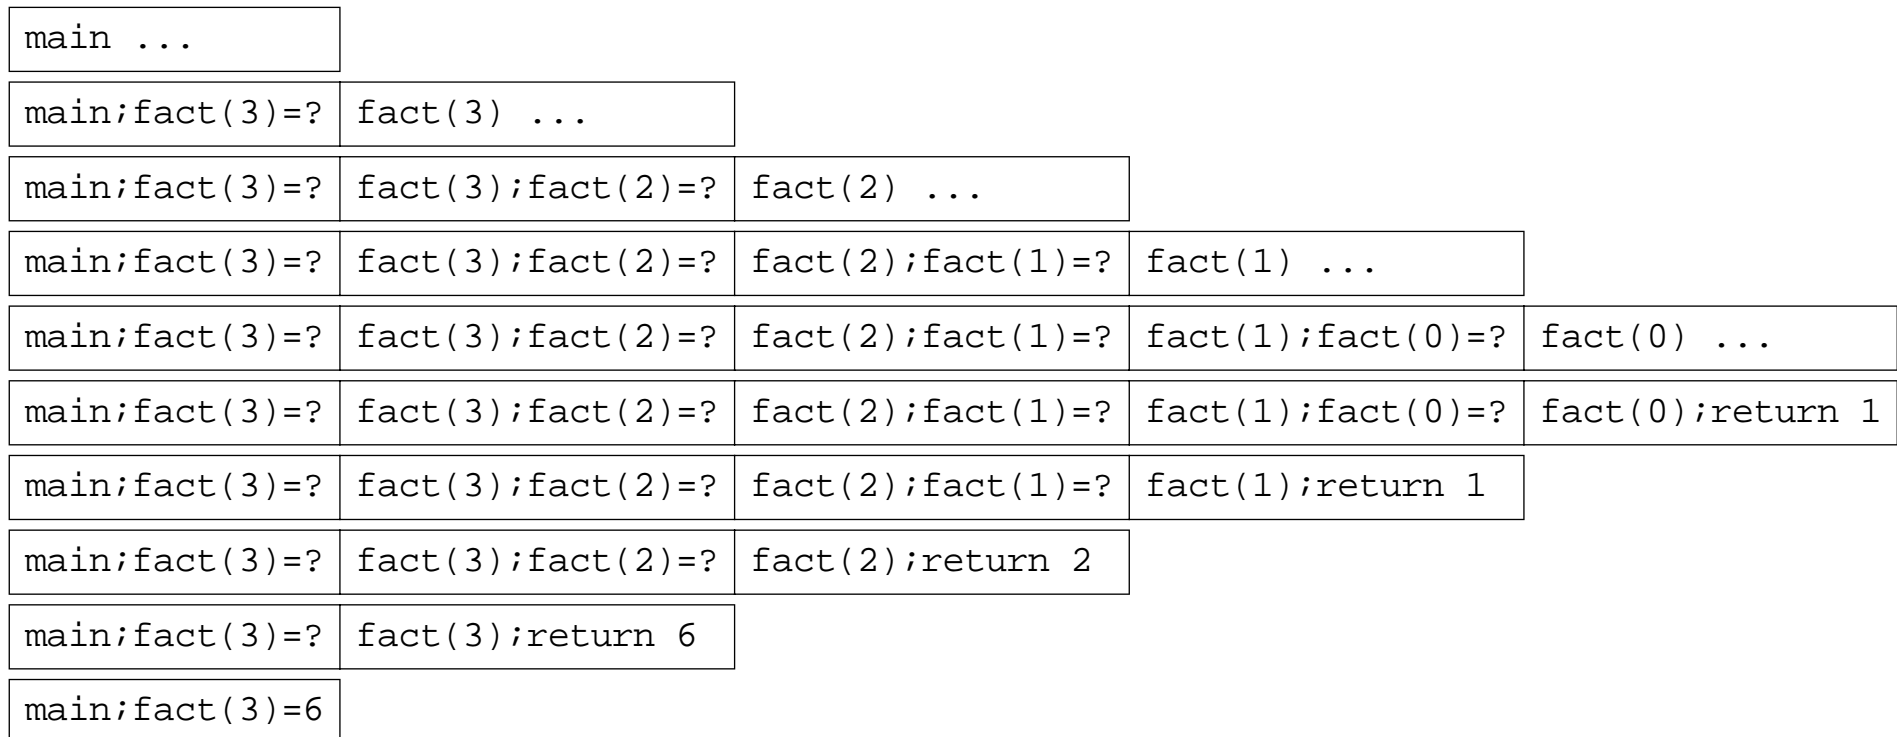 main ...
main;fact(3)=? fact(3) ...
main;fact(3)=? fact(3);fact(2)=? fact(2) ...
main;fact(3)=? fact(3);fact(2)=? fact(2);fact(1)=? fact(1) ...
main;fact(3)=? fact(3);fact(2)=? fact(2);fact(1)=? fact(1);fact(0)=? fact(0) ...
main;fact(3)=? fact(3);fact(2)=? fact(2);fact(1)=? fact(1);fact(0)=? fact(0);return 1
main;fact(3)=? fact(3);fact(2)=? fact(2);fact(1)=? fact(1);return 1
main;fact(3)=? fact(3);fact(2)=? fact(2);return 2
main;fact(3)=? fact(3);return 6
main;fact(3)=6